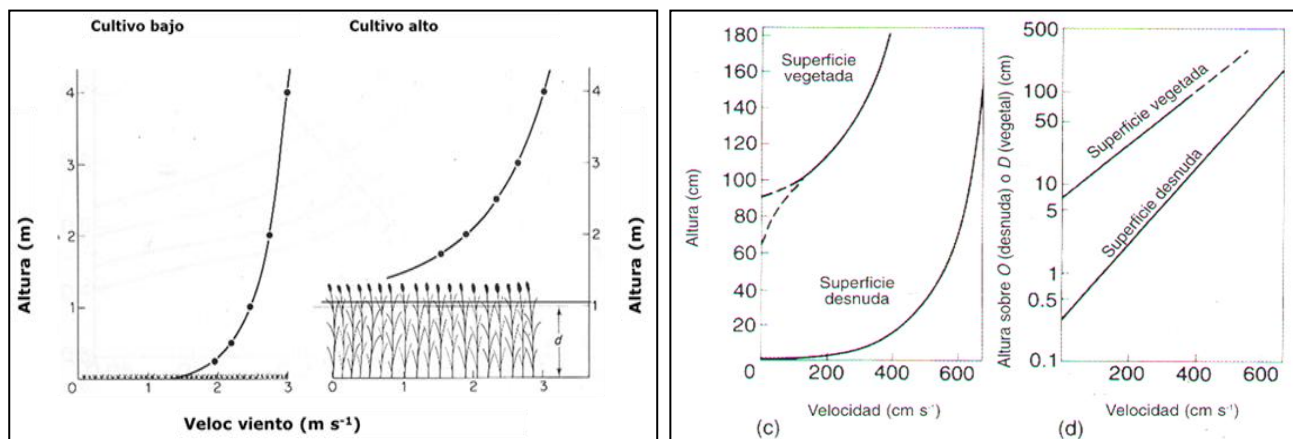 Cultivo bajo
Cultivo alto
Altura (m)
4
3
2
1
0
1
2
3
Veloc viento (m s⁻¹)
d
0
1
2
3
4
3
2
1
Altura (m)
Altura (cm)
180
160
140
120
100
80
60
40
20
Superficie
vegetada
Superficie
desnuda
0
200
400
600
Velocidad (cm s⁻¹)
(c)
Altura sobre O (desnuda) o D (vegetal) (cm)
500
100
50
10
5
1
0.5
0.1
Superficie vegetada
Superficie desnuda
200
400
600
Velocidad (cm s⁻¹)
(d)